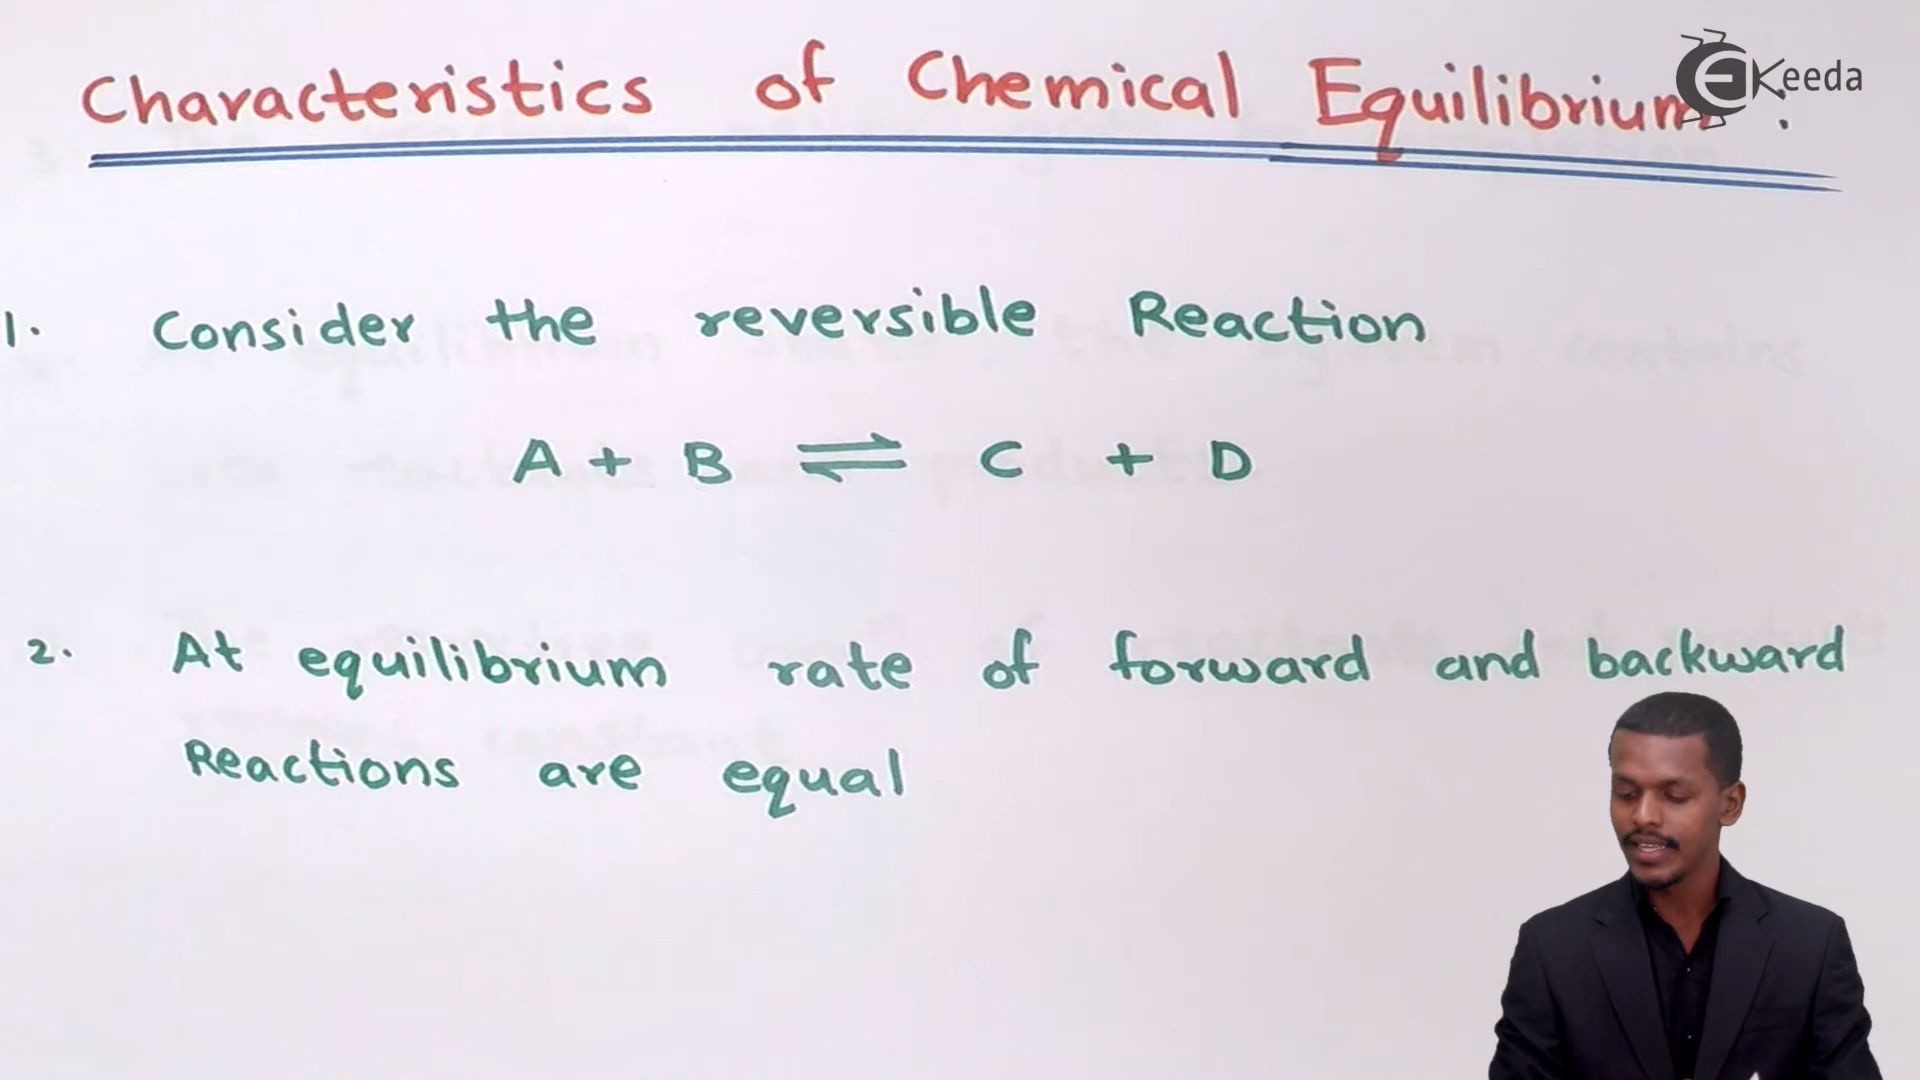 Characteristics of Chemical Equilibrium :
EKeeda
1. Consider the reversible Reaction
A + B ⇌ C + D
2. At equilibrium rate of forward and backward
Reactions are equal